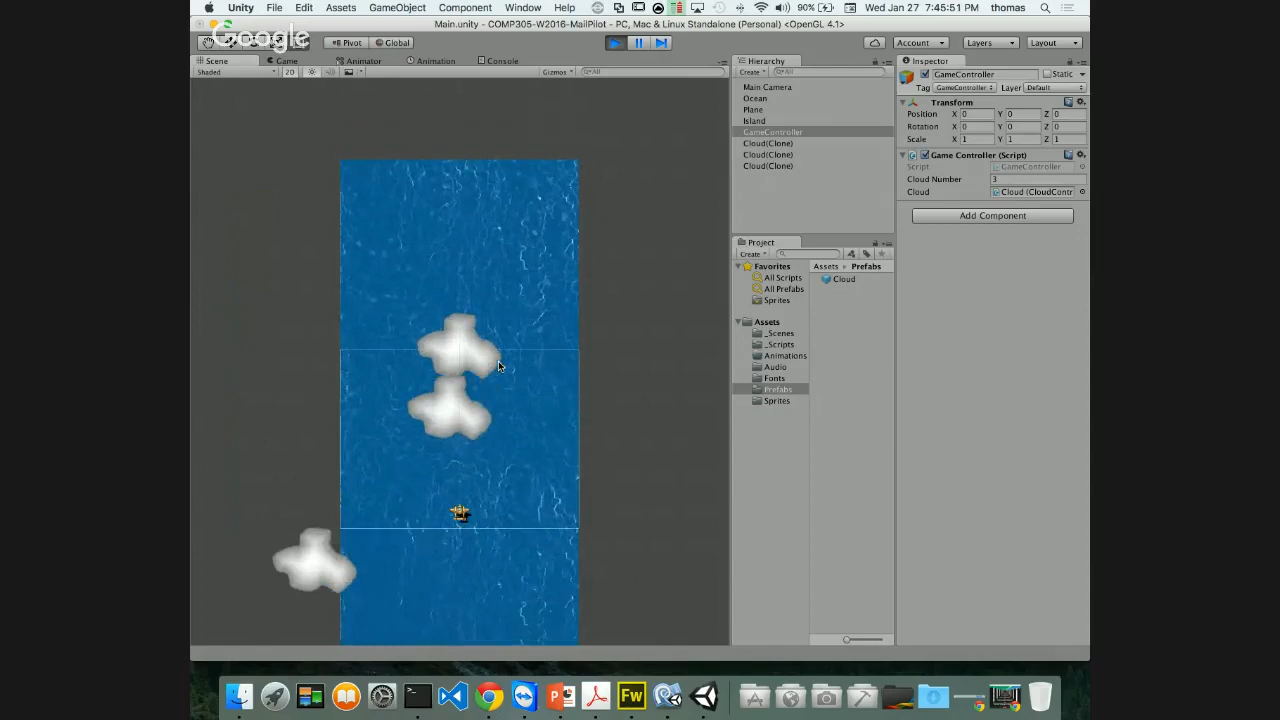 Unity File Edit Assets GameObject Component Window Help 90% Wed Jan 27 7:45:51 PM thomas
Main.unity - COMP305-W2016-MailPilot - PC, Mac & Linux Standalone (Personal) <OpenGL 4.1>
Google
Pivot Global Account Layers Layout
Scene Game Animator Animation Console
Shaded 2D Gizmos All
Hierarchy
Create All
Main Camera
Ocean
Plane
Island
GameController
Cloud(Clone)
Cloud(Clone)
Cloud(Clone)
Project
Create
Favorites
All Scripts
All Prefabs
Sprites
Assets
_Scenes
_Scripts
Animations
Audio
Fonts
Prefabs
Sprites
Assets Prefabs
Cloud
Inspector
GameController Static
Tag GameController Layer Default
Transform
Position X 0 Y 0 Z 0
Rotation X 0 Y 0 Z 0
Scale X 1 Y 1 Z 1
Game Controller (Script)
Script GameController
Cloud Number 3
Cloud Cloud (CloudContr
Add Component
Fw